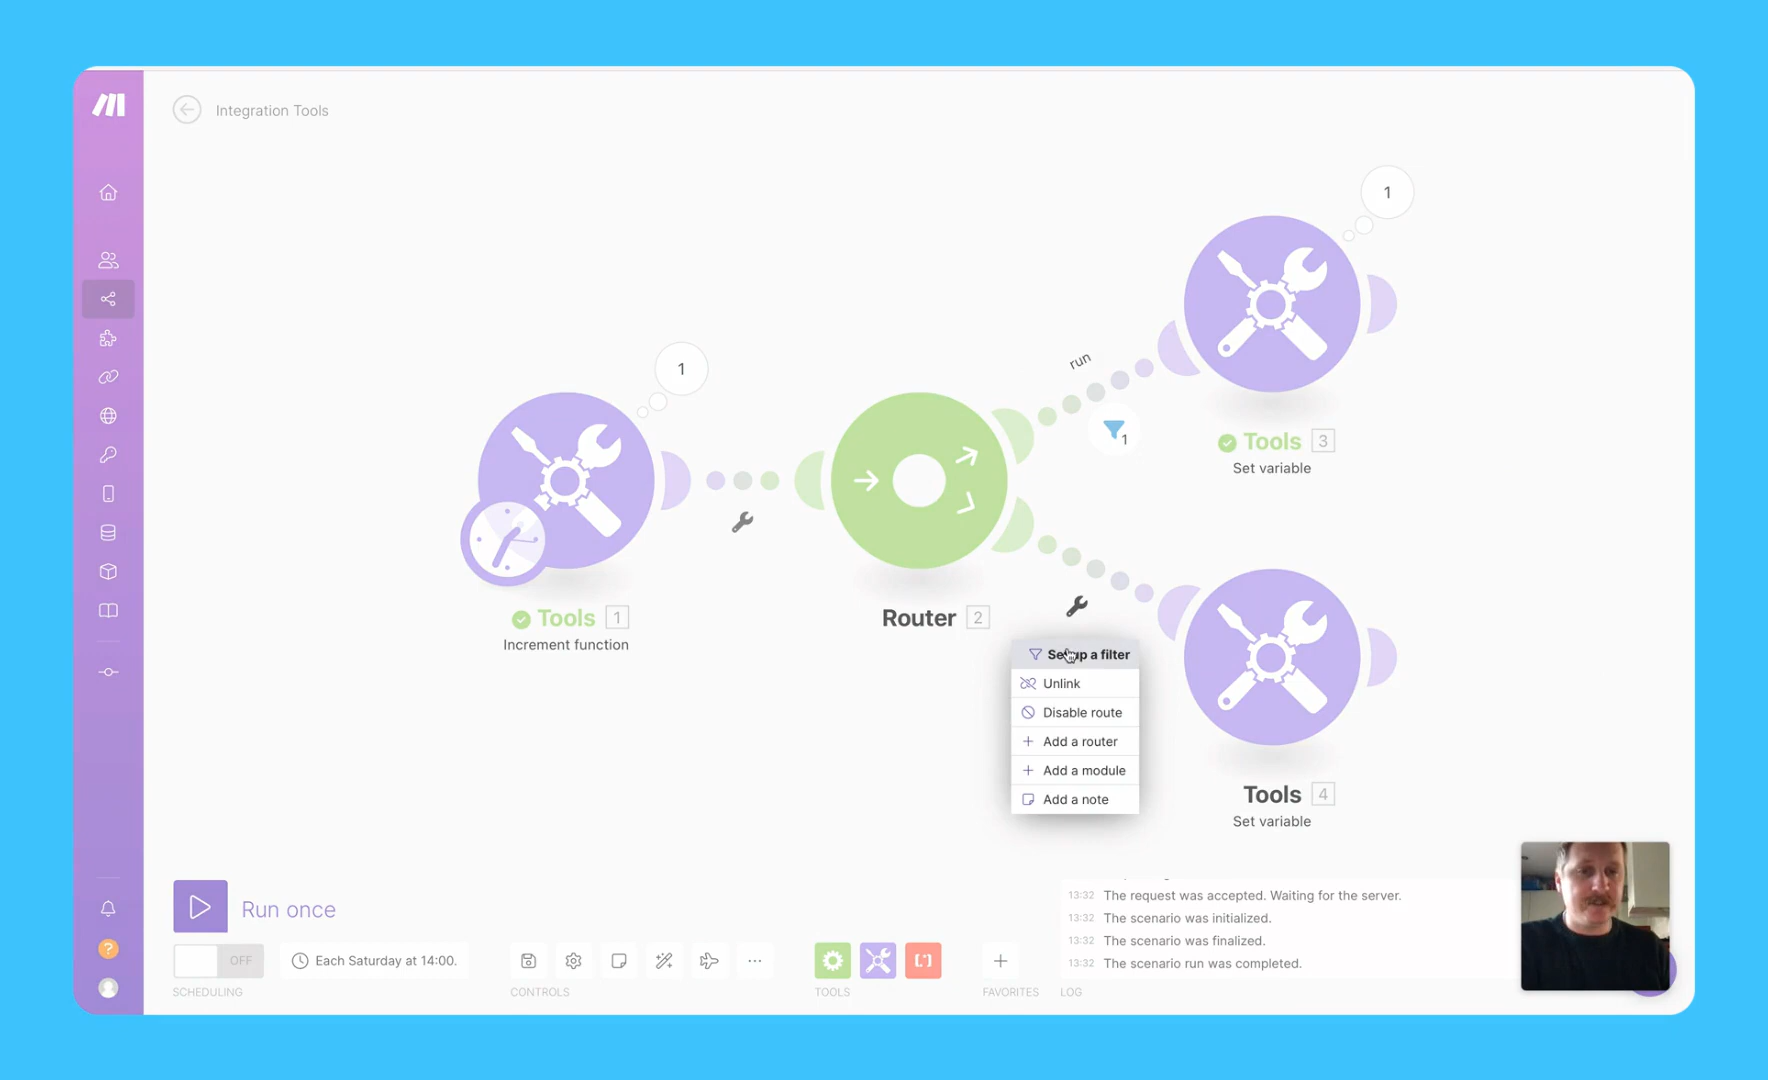 Integration Tools
1
run
1
Tools 3
Set variable
1
Tools 1
Increment function
Router 2
Set up a filter
Unlink
Disable route
Add a router
Add a module
Add a note
Tools 4
Set variable
Run once
OFF
Each Saturday at 14:00.
?
SCHEDULING
CONTROLS
TOOLS
FAVORITES
LOG
13:32 The request was accepted. Waiting for the server.
13:32 The scenario was initialized.
13:32 The scenario was finalized.
13:32 The scenario run was completed.